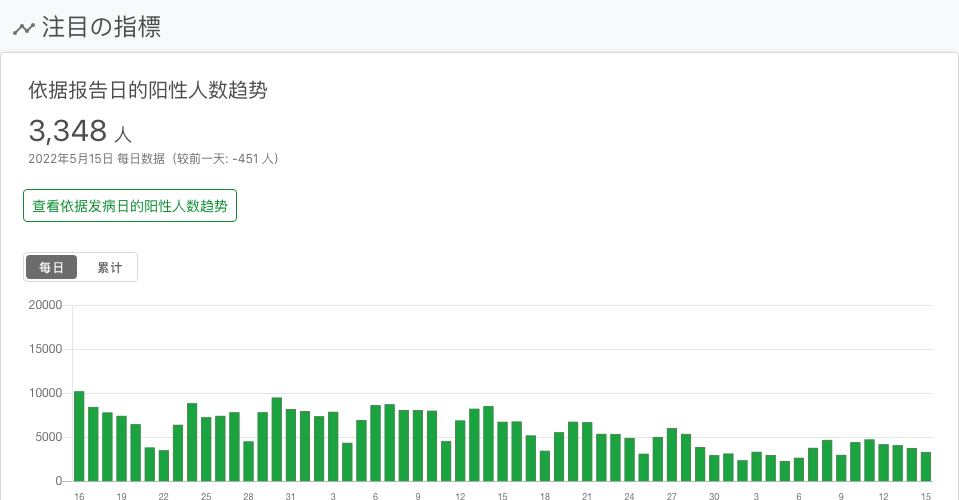 注目の指標
依据报告日的阳性人数趋势
3,348 人
2022年5月15日 每日数据（较前一天: -451 人）
查看依据发病日的阳性人数趋势
每日 累计
20000
15000
10000
5000
0
16 19 22 25 28 31 3 6 9 12 15 18 21 24 27 30 3 6 9 12 15